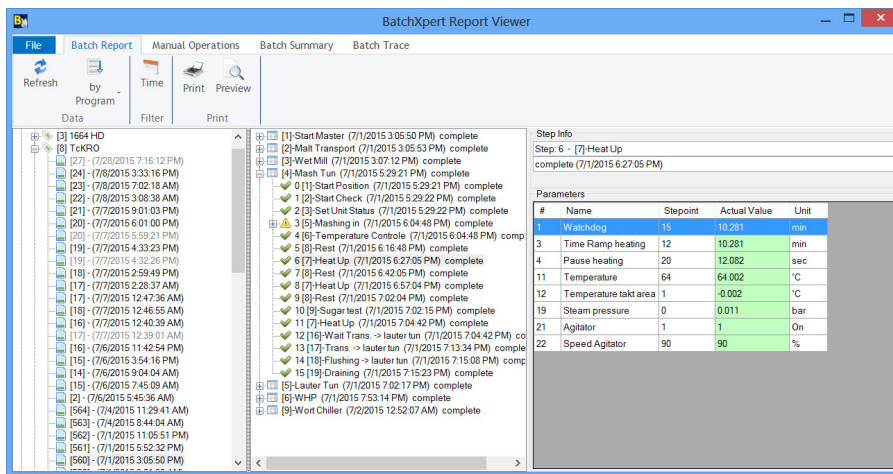 BatchXpert Report Viewer
File Batch Report Manual Operations Batch Summary Batch Trace
Refresh by Program Time Print Preview
Data Filter Print
[3] 1664 HD
[8] TcKRO
[27] - (7/28/2015 7:16:12 PM)
[24] - (7/8/2015 3:33:16 PM)
[23] - (7/8/2015 7:02:18 AM)
[22] - (7/8/2015 3:08:38 AM)
[21] - (7/7/2015 9:01:03 PM)
[20] - (7/7/2015 6:01:00 PM)
[20] - (7/7/2015 5:59:21 PM)
[19] - (7/7/2015 4:33:23 PM)
[19] - (7/7/2015 4:32:26 PM)
[18] - (7/7/2015 2:59:49 PM)
[17] - (7/7/2015 2:28:37 AM)
[17] - (7/7/2015 12:47:36 AM)
[18] - (7/7/2015 12:46:55 AM)
[16] - (7/7/2015 12:40:39 AM)
[17] - (7/7/2015 12:39:01 AM)
[16] - (7/6/2015 11:42:54 PM)
[15] - (7/6/2015 3:54:16 PM)
[14] - (7/6/2015 9:04:04 AM)
[15] - (7/6/2015 7:45:09 AM)
[2] - (7/6/2015 5:45:36 AM)
[564] - (7/4/2015 11:29:41 AM)
[563] - (7/4/2015 8:44:04 AM)
[562] - (7/1/2015 11:05:51 PM)
[561] - (7/1/2015 5:52:32 PM)
[560] - (7/1/2015 3:05:50 PM)
[1]-Start Master (7/1/2015 3:05:50 PM) complete
[2]-Malt Transport (7/1/2015 3:05:53 PM) complete
[3]-Wet Mill (7/1/2015 3:07:12 PM) complete
[4]-Mash Tun (7/1/2015 5:29:21 PM) complete
0 [1]-Start Position (7/1/2015 5:29:21 PM) complete
1 [2]-Start Check (7/1/2015 5:29:22 PM) complete
2 [3]-Set Unit Status (7/1/2015 5:29:22 PM) complete
3 [5]-Mashing in (7/1/2015 6:04:48 PM) complete
4 [6]-Temperature Controle (7/1/2015 6:04:48 PM) comp
5 [8]-Rest (7/1/2015 6:16:48 PM) complete
6 [7]-Heat Up (7/1/2015 6:27:05 PM) complete
7 [8]-Rest (7/1/2015 6:42:05 PM) complete
8 [7]-Heat Up (7/1/2015 6:57:04 PM) complete
9 [8]-Rest (7/1/2015 7:02:04 PM) complete
10 [9]-Sugar test (7/1/2015 7:02:15 PM) complete
11 [7]-Heat Up (7/1/2015 7:04:42 PM) complete
12 [16]-Wait Trans. -> lauter tun (7/1/2015 7:04:42 PM) co
13 [17]-Trans. -> lauter tun (7/1/2015 7:13:34 PM) comple
14 [18]-Flushing -> lauter tun (7/1/2015 7:15:08 PM) comp
15 [19]-Draining (7/1/2015 7:15:23 PM) complete
[5]-Lauter Tun (7/1/2015 7:02:17 PM) complete
[6]-WHP (7/1/2015 7:53:14 PM) complete
[9]-Wort Chiller (7/2/2015 12:52:07 AM) complete
Step Info
Step: 6 - [7]-Heat Up
complete (7/1/2015 6:27:05 PM)
Parameters
# Name Stepoint Actual Value Unit
1 Watchdog 15 10.281 min
3 Time Ramp heating 12 10.281 min
4 Pause heating 20 12.082 sec
11 Temperature 64 64.002 °C
12 Temperature takt area 1 -0.002 °C
19 Steam pressure 0 0.011 bar
21 Agitator 1 1 On
22 Speed Agitator 90 90 %